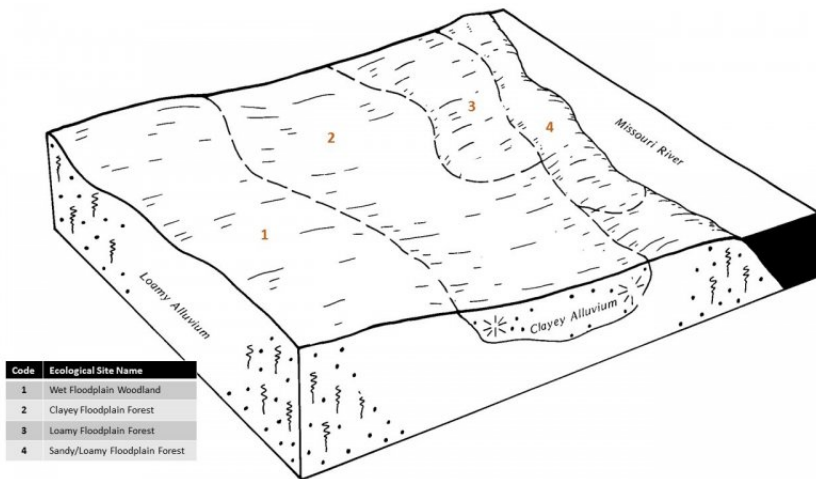 3
4
2
1
Missouri River
Loamy Alluvium
Clayey Alluvium
Code Ecological Site Name
1 Wet Floodplain Woodland
2 Clayey Floodplain Forest
3 Loamy Floodplain Forest
4 Sandy/Loamy Floodplain Forest